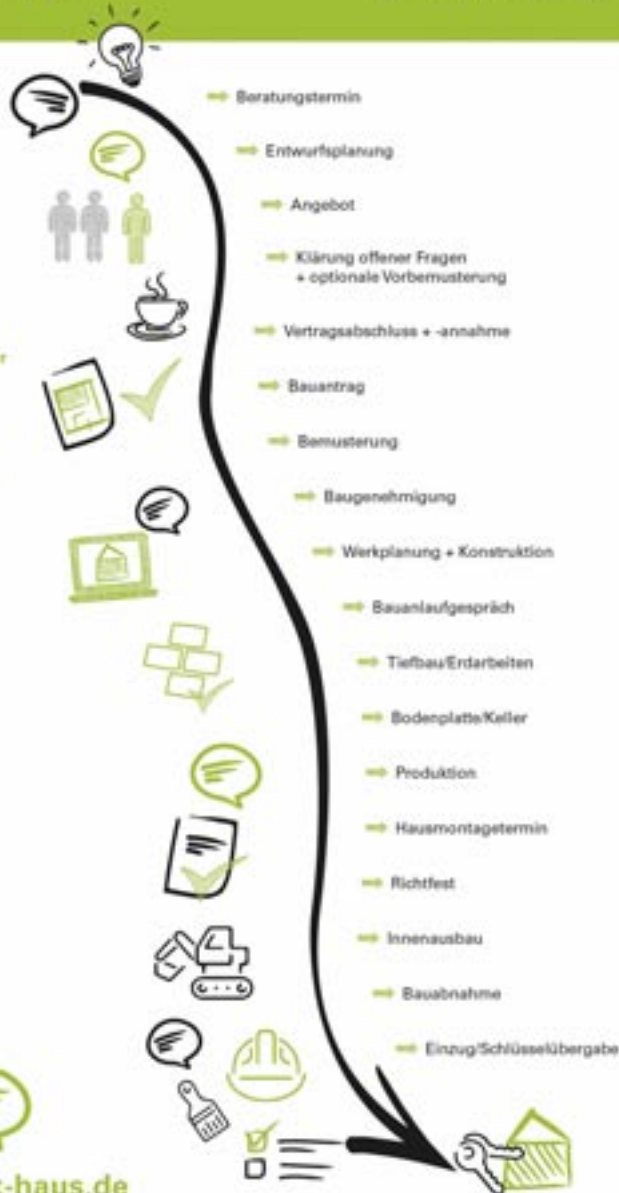 Beratungstermin
Entwurfsplanung
Angebot
Klärung offener Fragen
+ optionale Vorbemusterung
Vertragsabschluss + -annahme
r
Bauantrag
Bemusterung
Baugenehmigung
Werkplanung + Konstruktion
Bauanlaufgespräch
Tiefbau/Erdarbeiten
Bodenplatte/Keller
Produktion
Hausmontagetermin
Richtfest
Innenausbau
Bauabnahme
Einzug/Schlüsselübergabe
-haus.de